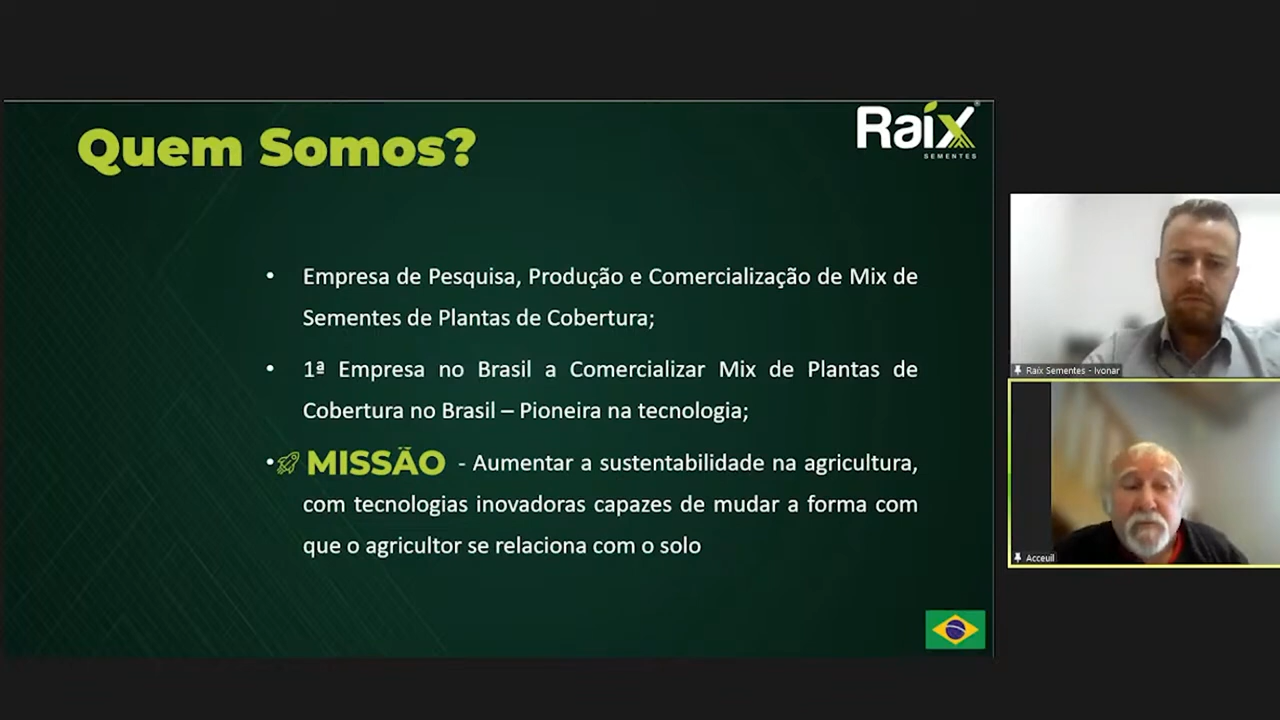 Quem Somos?
Raíx
SEMENTES
• Empresa de Pesquisa, Produção e Comercialização de Mix de
Sementes de Plantas de Cobertura;
• 1ª Empresa no Brasil a Comercializar Mix de Plantas de
Cobertura no Brasil – Pioneira na tecnologia;
• MISSÃO - Aumentar a sustentabilidade na agricultura,
com tecnologias inovadoras capazes de mudar a forma com
que o agricultor se relaciona com o solo
Raíx Sementes - Ivonar
Acceuil